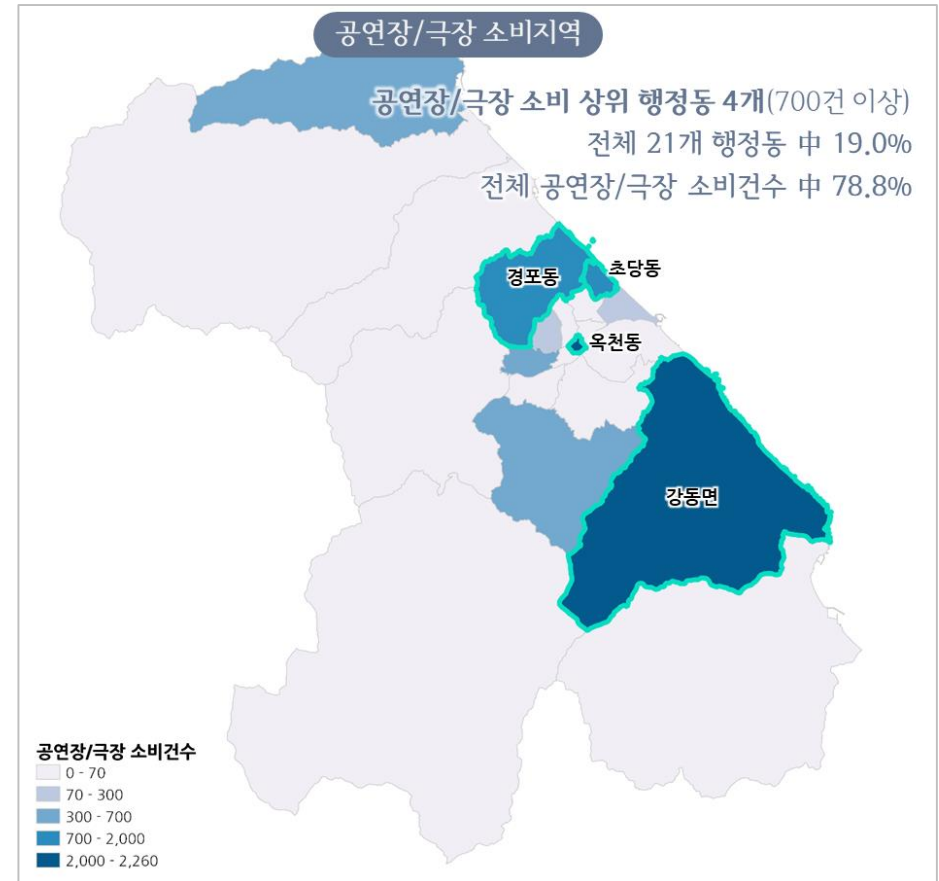 공연장/극장 소비지역
공연장/극장 소비 상위 행정동 4개(700건 이상)
전체 21개 행정동 中 19.0%
전체 공연장/극장 소비건수 中 78.8%
경포동
초당동
옥천동
강동면
공연장/극장 소비건수
0 - 70
70 - 300
300 - 700
700 - 2,000
2,000 - 2,260